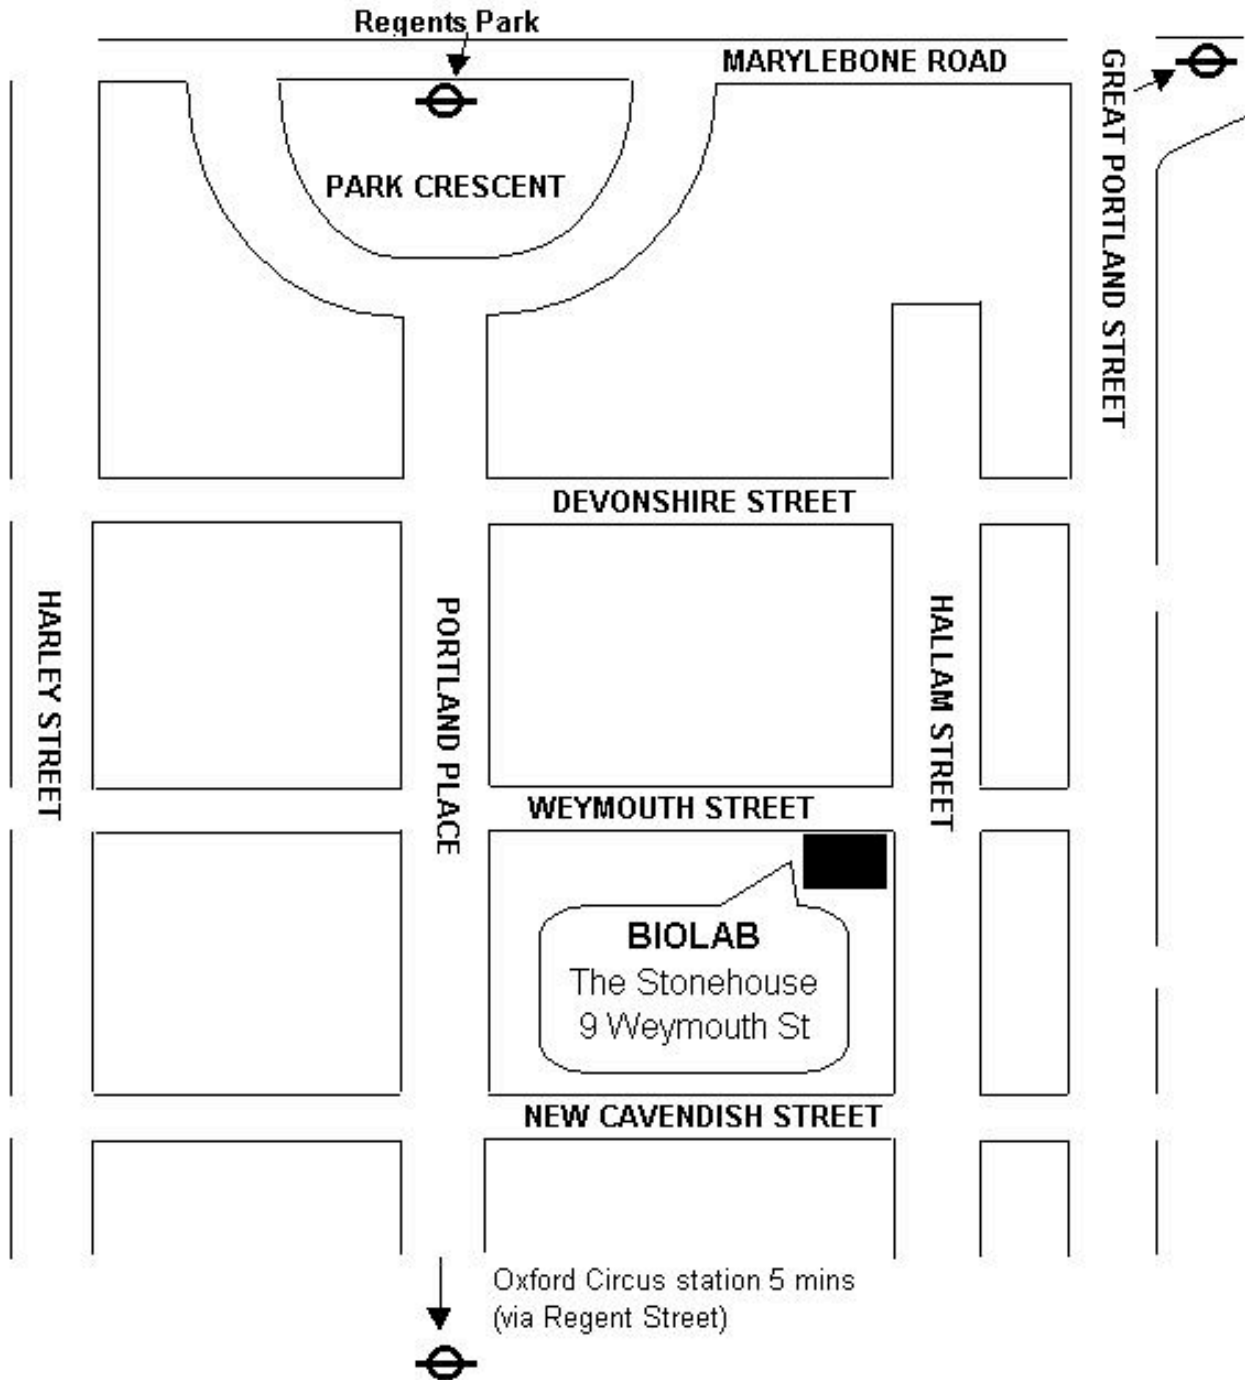 Regents Park
MARYLEBONE ROAD
GREAT PORTLAND STREET
PARK CRESCENT
DEVONSHIRE STREET
HARLEY STREET
PORTLAND PLACE
HALLAM STREET
WEYMOUTH STREET
BIOLAB
The Stonehouse
9 Weymouth St
NEW CAVENDISH STREET
Oxford Circus station 5 mins
(via Regent Street)